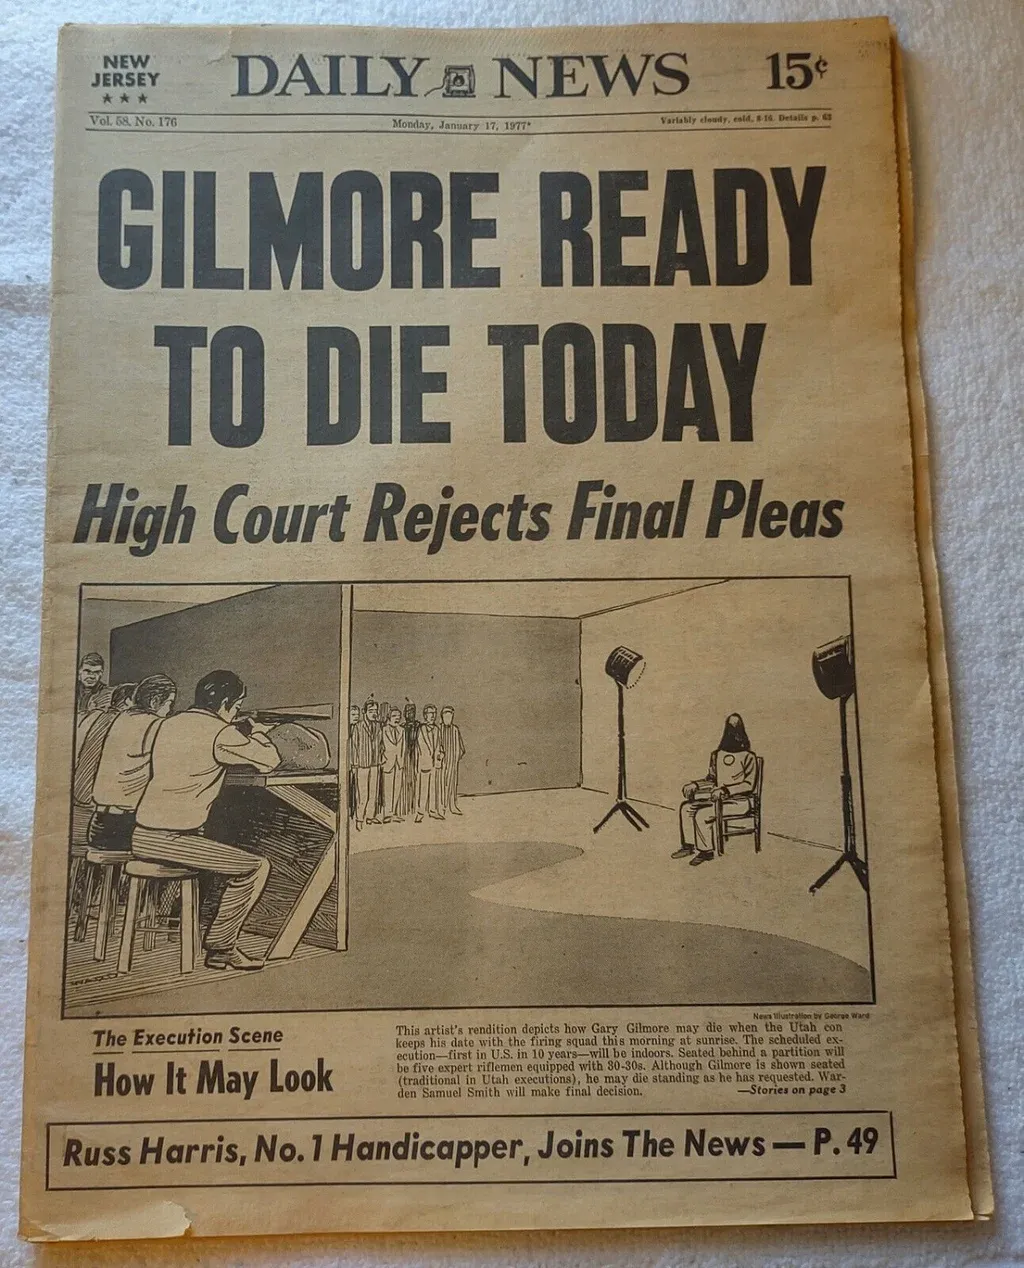 NEW
JERSEY
★ ★ ★
DAILY NEWS
15¢
Vol. 58. No. 176
Monday, January 17, 1977*
Variably cloudy, cold, 8-16. Details p. 63
GILMORE READY
TO DIE TODAY
High Court Rejects Final Pleas
News illustration by George Ward
The Execution Scene
How It May Look
This artist's rendition depicts how Gary Gilmore may die when the Utah con
keeps his date with the firing squad this morning at sunrise. The scheduled ex-
ecution—first in U.S. in 10 years—will be indoors. Seated behind a partition will
be five expert riflemen equipped with 30-30s. Although Gilmore is shown seated
(traditional in Utah executions), he may die standing as he has requested. War-
den Samuel Smith will make final decision.
—Stories on page 3
Russ Harris, No. 1 Handicapper, Joins The News — P. 49